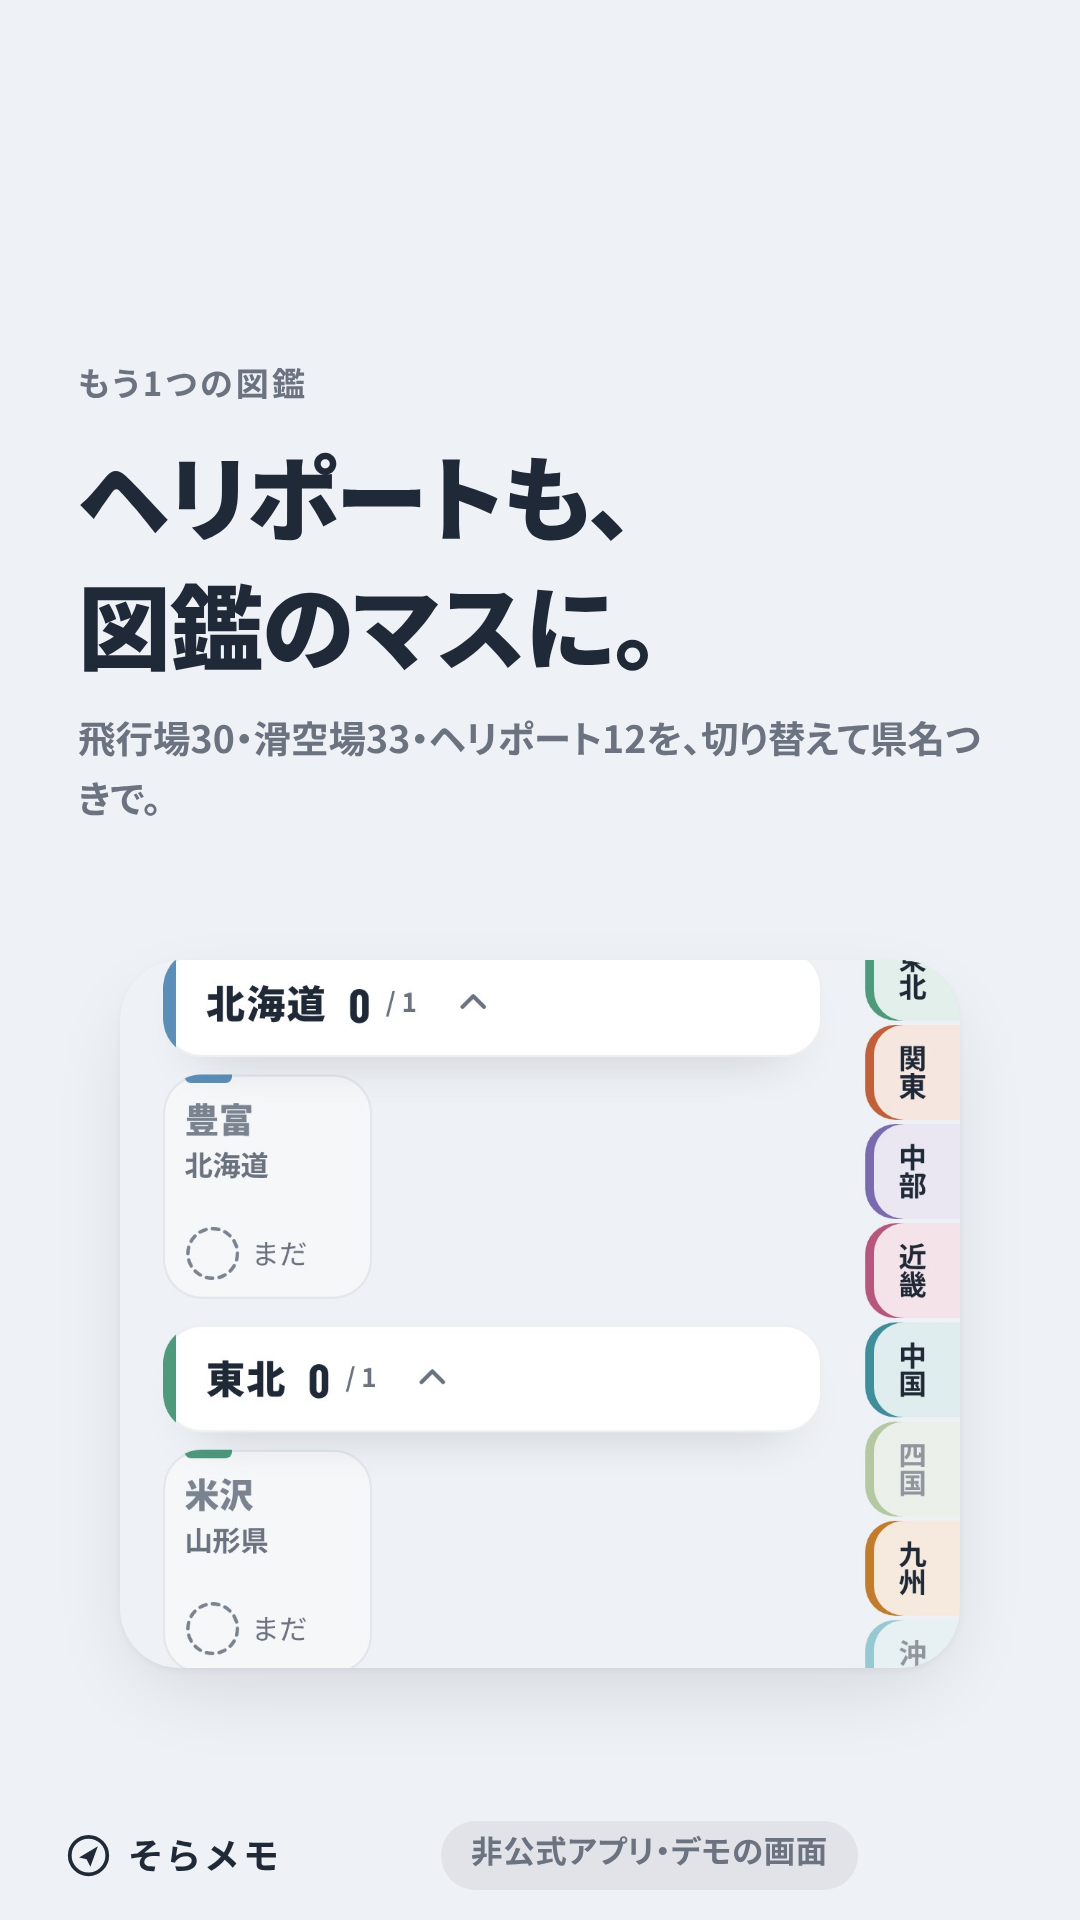 もう1つの図鑑
ヘリポートも、
図鑑のマスに。
飛行場30・滑空場33・ヘリポート12を、切り替えて県名つ
きで。
北海道 0 / 1
豊富
北海道
まだ
東北 0 / 1
米沢
山形県
まだ
東北
関東
中部
近畿
中国
四国
九州
沖
そらメモ
非公式アプリ・デモの画面